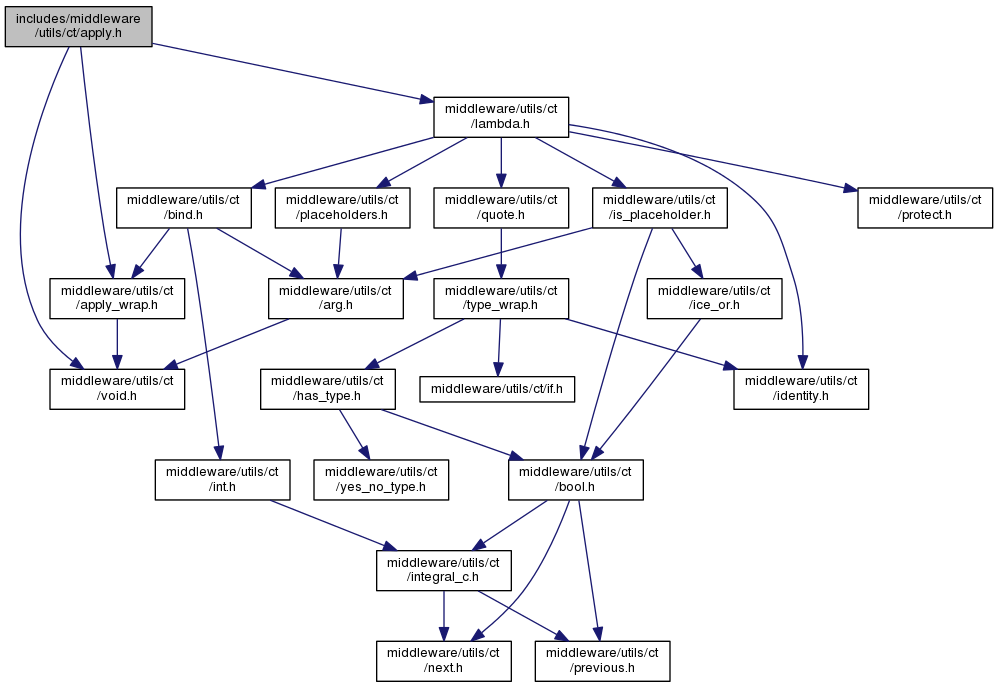 includes/middleware
/utils/ct/apply.h
middleware/utils/ct
/lambda.h
middleware/utils/ct
/bind.h
middleware/utils/ct
/placeholders.h
middleware/utils/ct
/quote.h
middleware/utils/ct
/is_placeholder.h
middleware/utils/ct
/protect.h
middleware/utils/ct
/apply_wrap.h
middleware/utils/ct
/arg.h
middleware/utils/ct
/type_wrap.h
middleware/utils/ct
/ice_or.h
middleware/utils/ct
/void.h
middleware/utils/ct
/has_type.h
middleware/utils/ct/if.h
middleware/utils/ct
/identity.h
middleware/utils/ct
/int.h
middleware/utils/ct
/yes_no_type.h
middleware/utils/ct
/bool.h
middleware/utils/ct
/integral_c.h
middleware/utils/ct
/next.h
middleware/utils/ct
/previous.h